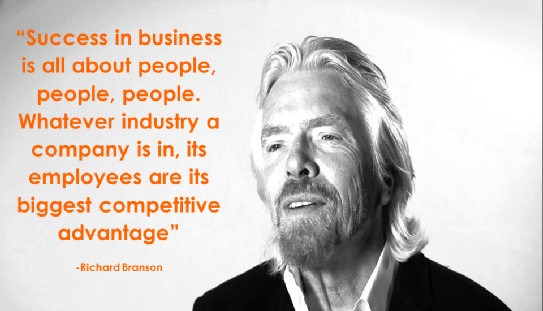 “Success in business
is all about people,
people, people.
Whatever industry a
company is in, its
employees are its
biggest competitive
advantage”
-Richard Branson